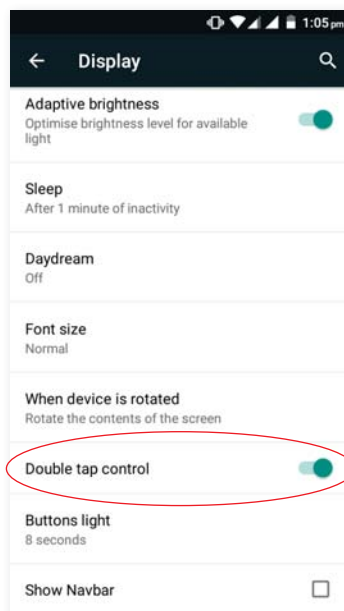 1:05 pm
Display
Adaptive brightness
Optimise brightness level for available
light
Sleep
After 1 minute of inactivity
Daydream
Off
Font size
Normal
When device is rotated
Rotate the contents of the screen
Double tap control
Buttons light
8 seconds
Show Navbar